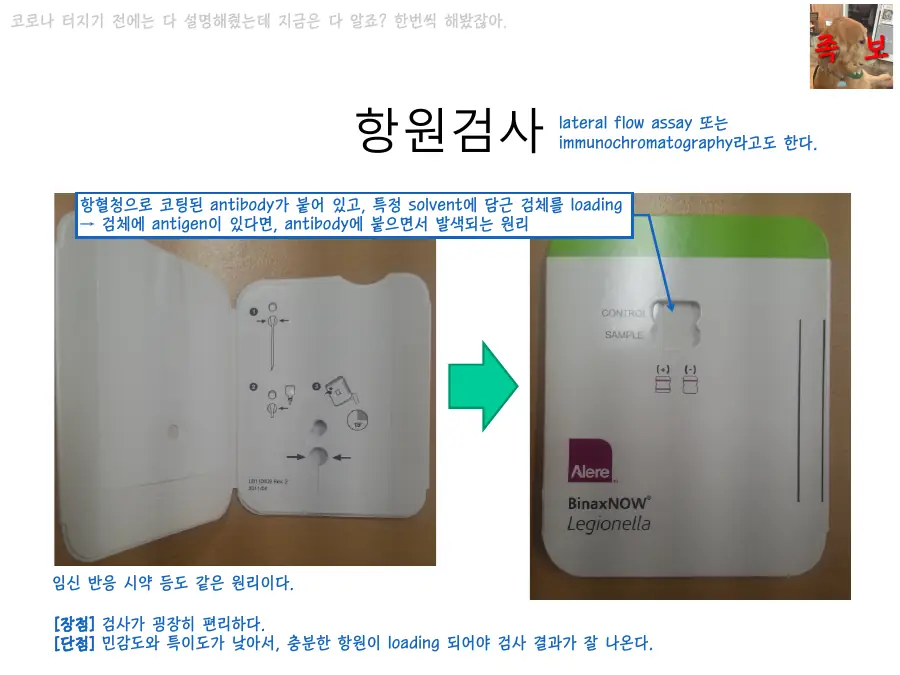 코로나 터지기 전에는 다 설명해줬는데 지금은 다 알죠? 한번씩 해봤잖아.
족 보
항원검사
lateral flow assay 또는
immunochromatography라고도 한다.
항혈청으로 코팅된 antibody가 붙어 있고, 특정 solvent에 담근 검체를 loading
→ 검체에 antigen이 있다면, antibody에 붙으면서 발색되는 원리
1
2
3
15'
CONTROL
SAMPLE
(+) (-)
Alere
BinaxNOW®
Legionella
임신 반응 시약 등도 같은 원리이다.
[장점] 검사가 굉장히 편리하다.
[단점] 민감도와 특이도가 낮아서, 충분한 항원이 loading 되어야 검사 결과가 잘 나온다.